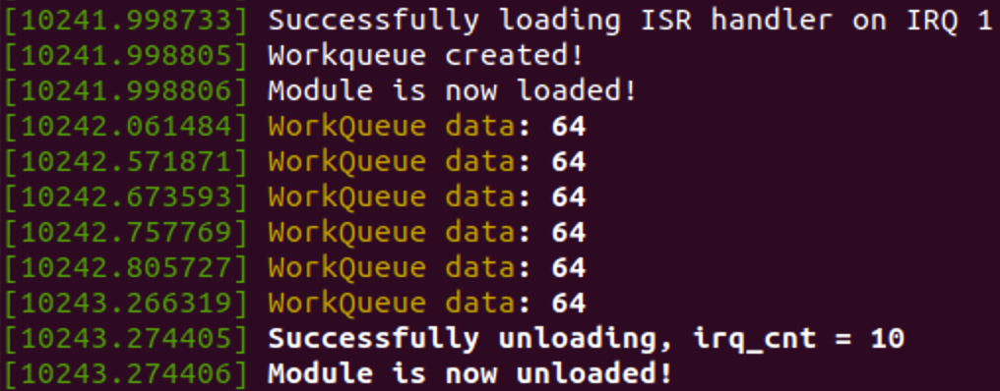 [10241.998733] Successfully loading ISR handler on IRQ 1
[10241.998805] Workqueue created!
[10241.998806] Module is now loaded!
[10242.061484] WorkQueue data: 64
[10242.571871] WorkQueue data: 64
[10242.673593] WorkQueue data: 64
[10242.757769] WorkQueue data: 64
[10242.805727] WorkQueue data: 64
[10243.266319] WorkQueue data: 64
[10243.274405] Successfully unloading, irq_cnt = 10
[10243.274406] Module is now unloaded!